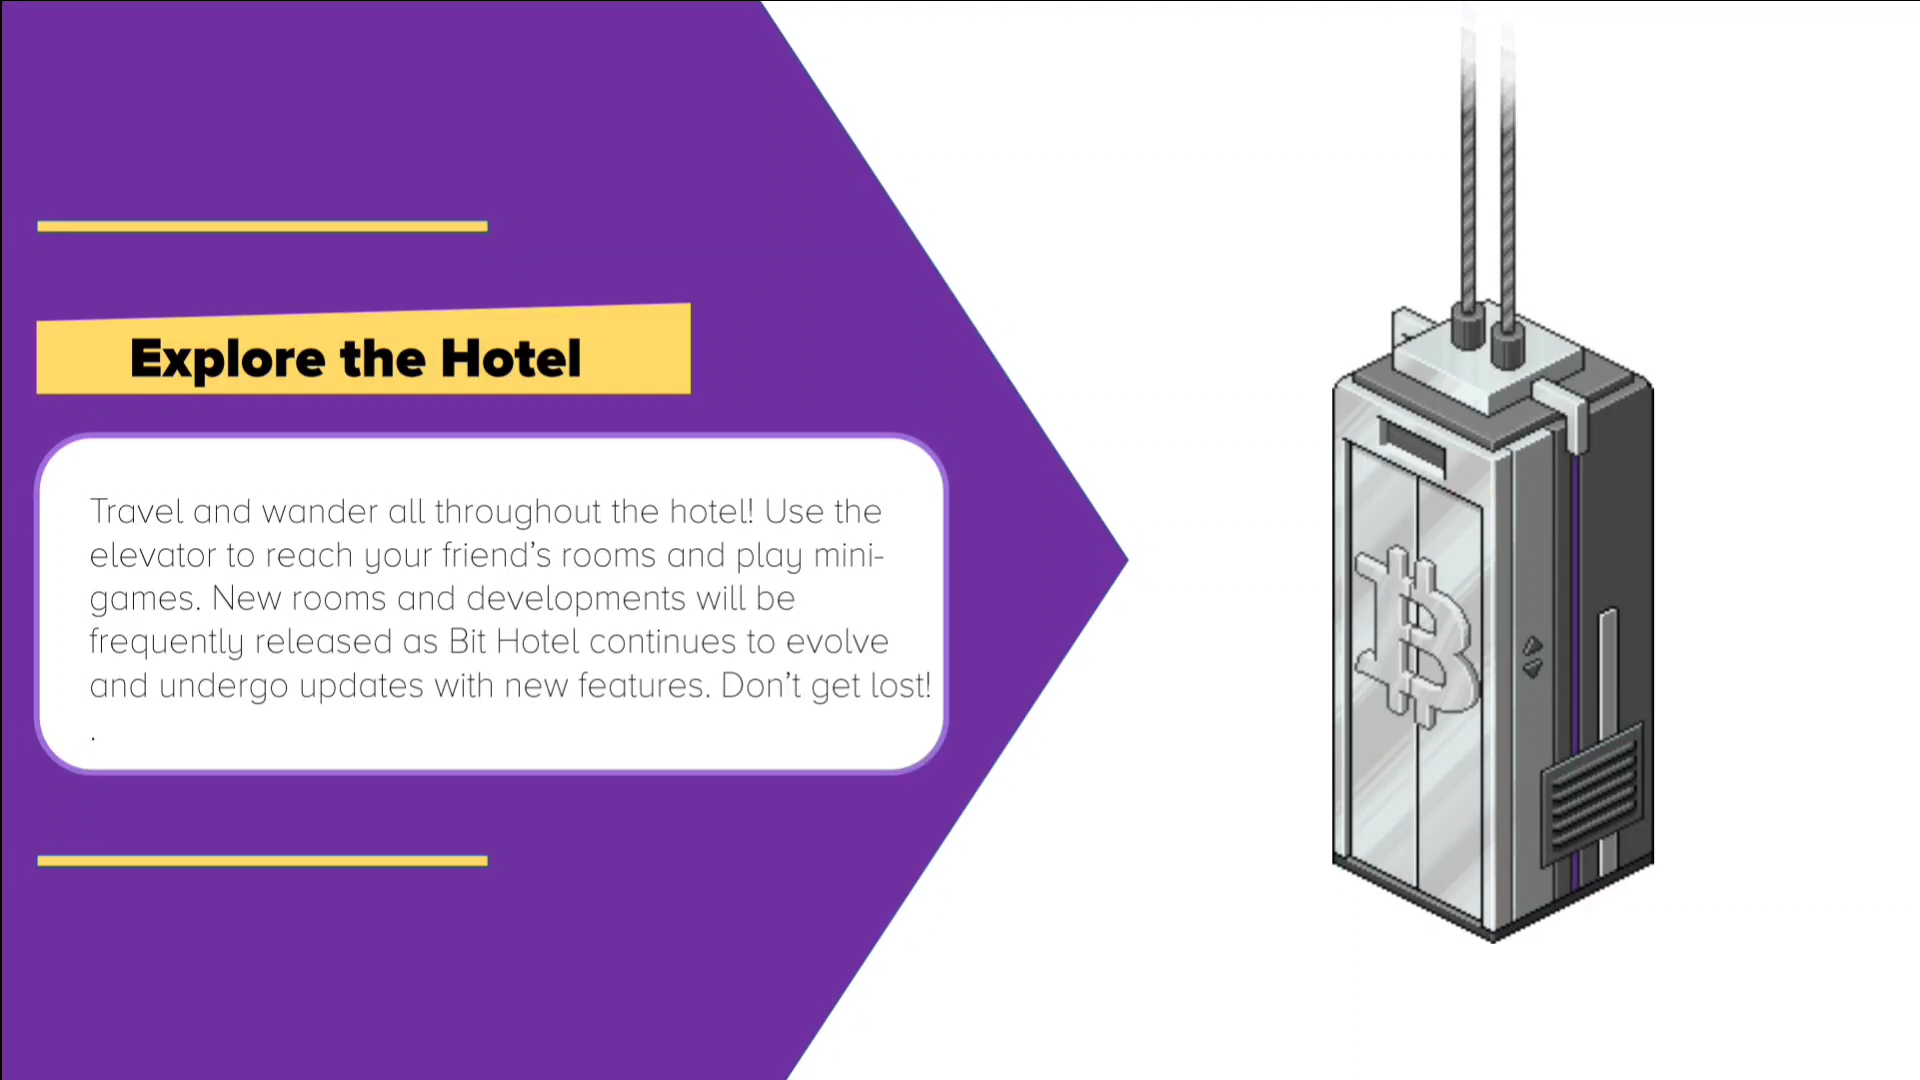 Explore the Hotel
Travel and wander all throughout the hotel! Use the
elevator to reach your friend’s rooms and play mini-
games. New rooms and developments will be
frequently released as Bit Hotel continues to evolve
and undergo updates with new features. Don’t get lost!
.